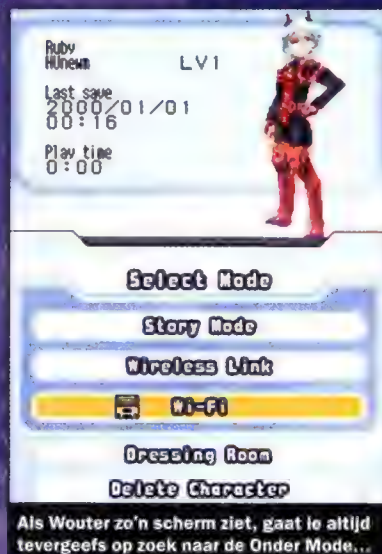 Ruby
HUnewm LV1
Last save
2000/01/01
00:16
Play time
0:00
Select Mode
Story Mode
Wireless Link
Wi-Fi
Dressing Room
Delete Character
Als Wouter zo'n scherm ziet, gaat ie altijd
tevergeefs op zoek naar de Onder Mode...